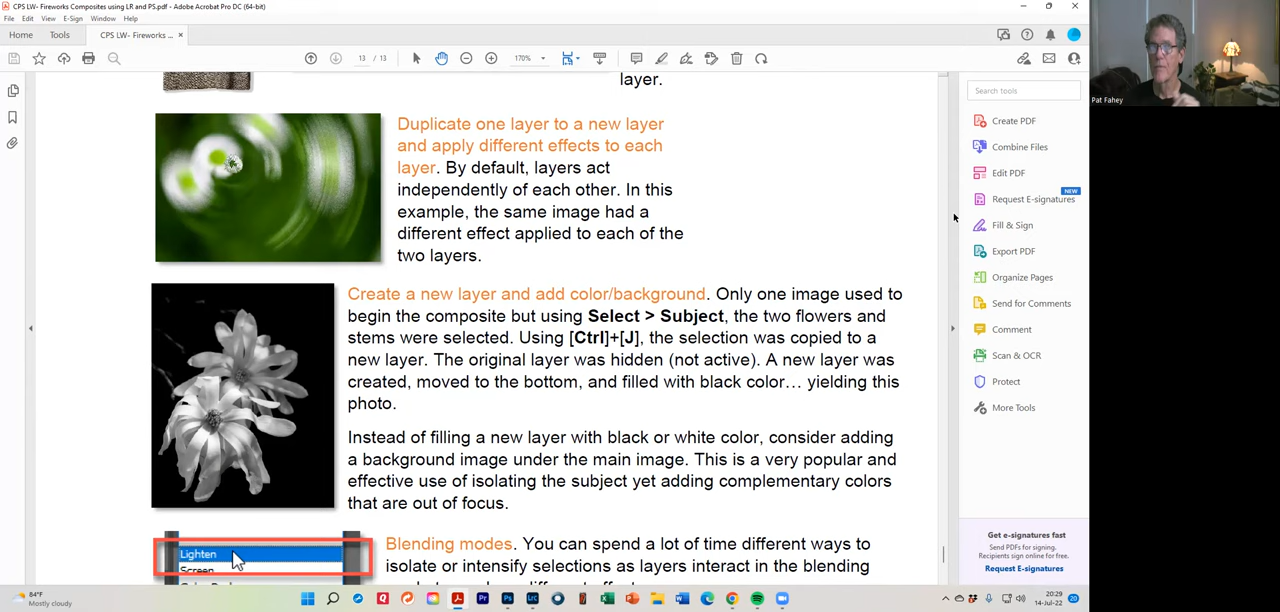 CPS LW- Fireworks Composites using LR and PS.pdf - Adobe Acrobat Pro DC (64-bit)
File Edit View E-Sign Window Help
Home Tools CPS LW- Fireworks ... ×
13 / 13 170%
Pat Fahey
layer.
Duplicate one layer to a new layer
and apply different effects to each
layer. By default, layers act
independently of each other. In this
example, the same image had a
different effect applied to each of the
two layers.
Create a new layer and add color/background. Only one image used to
begin the composite but using Select > Subject, the two flowers and
stems were selected. Using [Ctrl]+[J], the selection was copied to a
new layer. The original layer was hidden (not active). A new layer was
created, moved to the bottom, and filled with black color… yielding this
photo.
Instead of filling a new layer with black or white color, consider adding
a background image under the main image. This is a very popular and
effective use of isolating the subject yet adding complementary colors
that are out of focus.
Lighten
Screen
Blending modes. You can spend a lot of time different ways to
isolate or intensify selections as layers interact in the blending
Search tools
Create PDF
Combine Files
Edit PDF
NEW
Request E-signatures
Fill & Sign
Export PDF
Organize Pages
Send for Comments
Comment
Scan & OCR
Protect
More Tools
Get e-signatures fast
Send PDFs for signing.
Recipients sign online for free.
Request E-signatures
84°F
Mostly cloudy
20:29
14-Jul-22
20